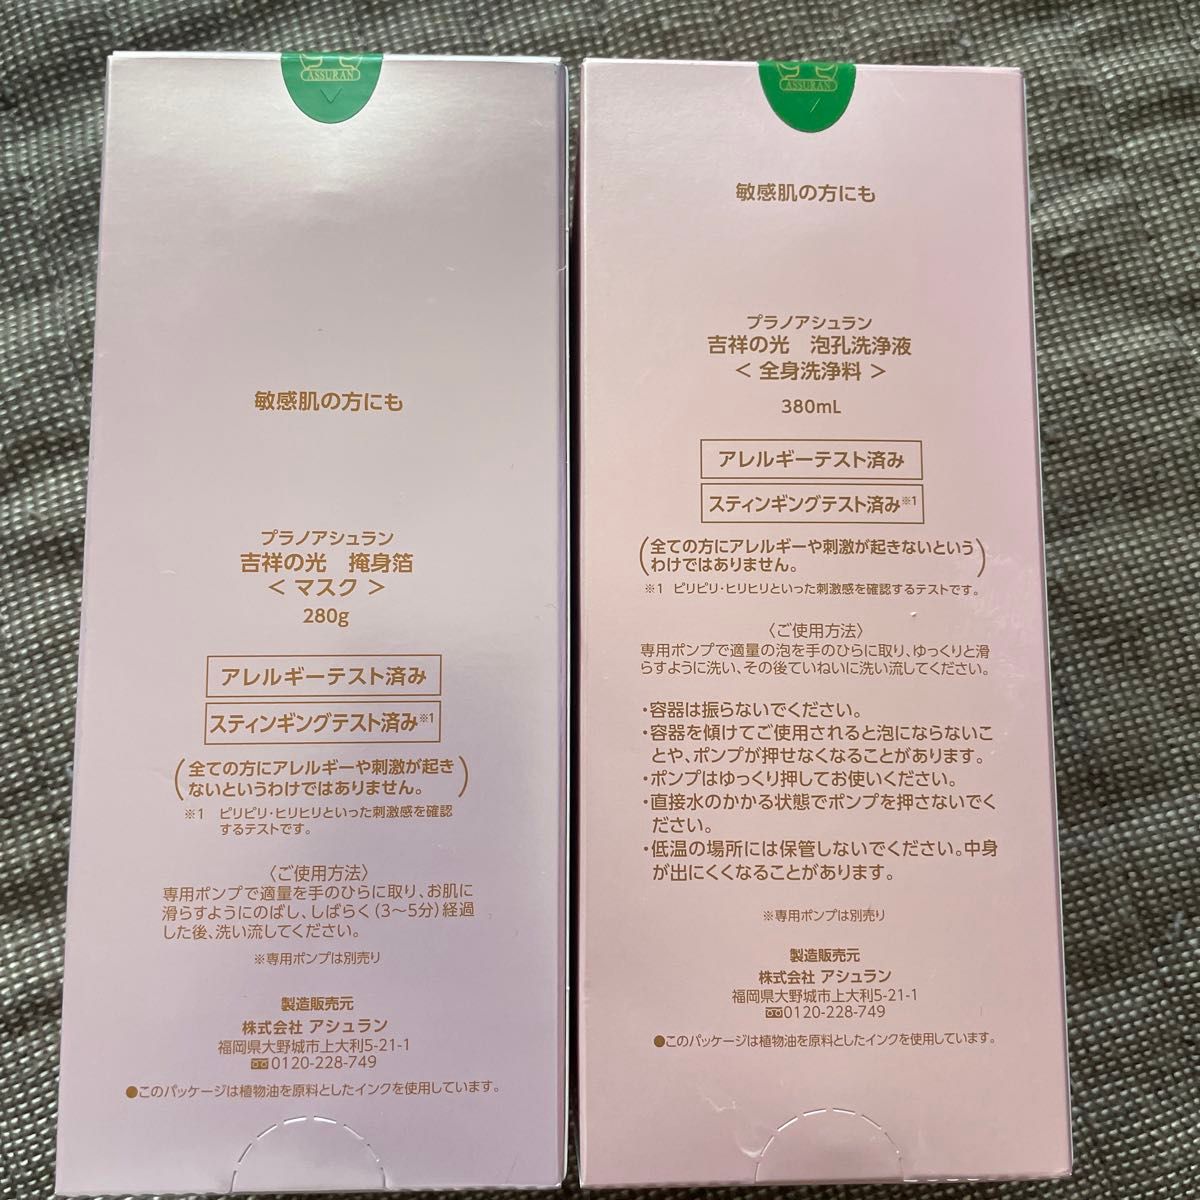 ASSURAN
敏感肌の方にも
プラノアシュラン
吉祥の光　掩身箔
＜ マスク ＞
280g
アレルギーテスト済み
スティンギングテスト済み※1
(全ての方にアレルギーや刺激が起き
ないというわけではありません。)
※1　ピリピリ・ヒリヒリといった刺激感を確認
するテストです。
〈ご使用方法〉
専用ポンプで適量を手のひらに取り、お肌に
滑らすようにのばし、しばらく（3〜5分）経過
した後、洗い流してください。
※専用ポンプは別売り
製造販売元
株式会社 アシュラン
福岡県大野城市上大利5-21-1
0120-228-749
●このパッケージは植物油を原料としたインクを使用しています。
ASSURAN
敏感肌の方にも
プラノアシュラン
吉祥の光　泡孔洗浄液
＜ 全身洗浄料 ＞
380mL
アレルギーテスト済み
スティンギングテスト済み※1
(全ての方にアレルギーや刺激が起きないという
わけではありません。)
※1　ピリピリ・ヒリヒリといった刺激感を確認するテストです。
〈ご使用方法〉
専用ポンプで適量の泡を手のひらに取り、ゆっくりと滑
らすように洗い、その後ていねいに洗い流してください。
・容器は振らないでください。
・容器を傾けてご使用されると泡にならないこ
とや、ポンプが押せなくなることがあります。
・ポンプはゆっくり押してお使いください。
・直接水のかかる状態でポンプを押さないでく
ださい。
・低温の場所には保管しないでください。中身
が出にくくなることがあります。
※専用ポンプは別売り
製造販売元
株式会社 アシュラン
福岡県大野城市上大利5-21-1
0120-228-749
●このパッケージは植物油を原料としたインクを使用しています。